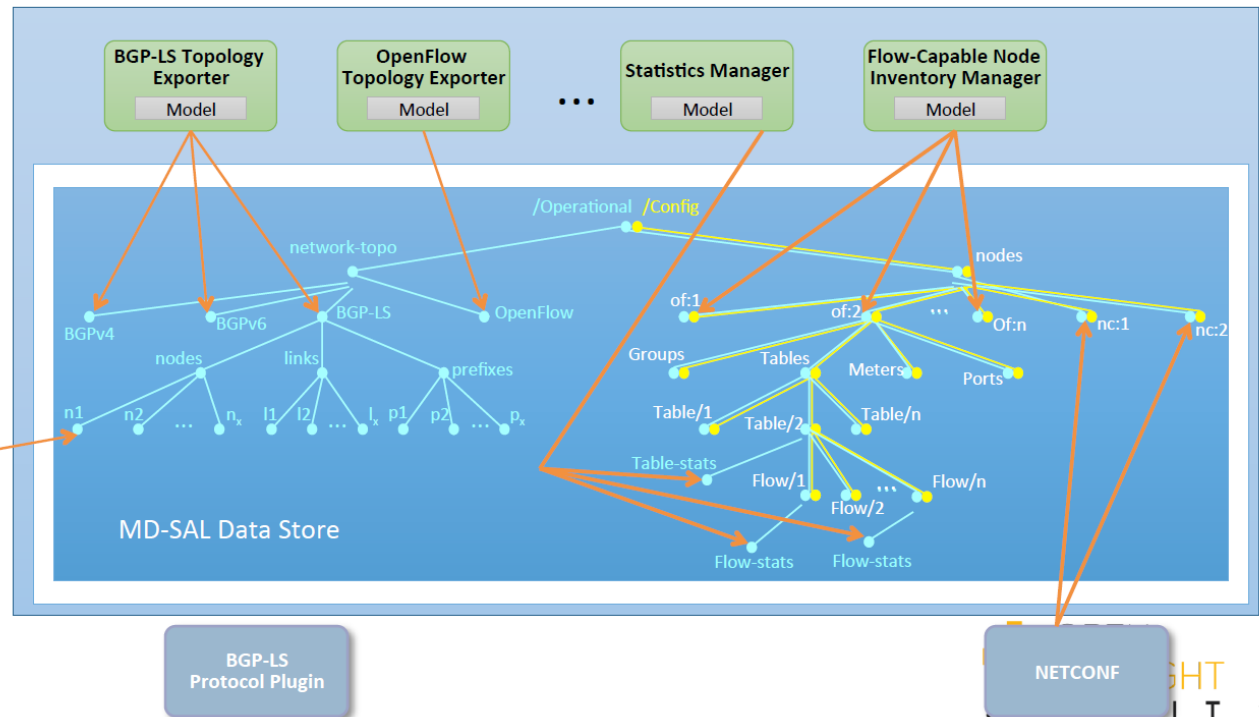 BGP-LS Topology
Exporter
Model
OpenFlow
Topology Exporter
Model
...
Statistics Manager
Model
Flow-Capable Node
Inventory Manager
Model
/Operational /Config
network-topo
nodes
BGPv4
BGPv6
BGP-LS
OpenFlow
of:1
of:2
...
Of:n
nc:1
nc:2
nodes
links
prefixes
Groups
Tables
Meters
Ports
n1
n2
...
nx
l1
l2
...
lx
p1
p2
...
px
Table/1
Table/2
Table/n
Table-stats
Flow/1
Flow/2
...
Flow/n
Flow-stats
Flow-stats
MD-SAL Data Store
BGP-LS
Protocol Plugin
NETCONF
GHT